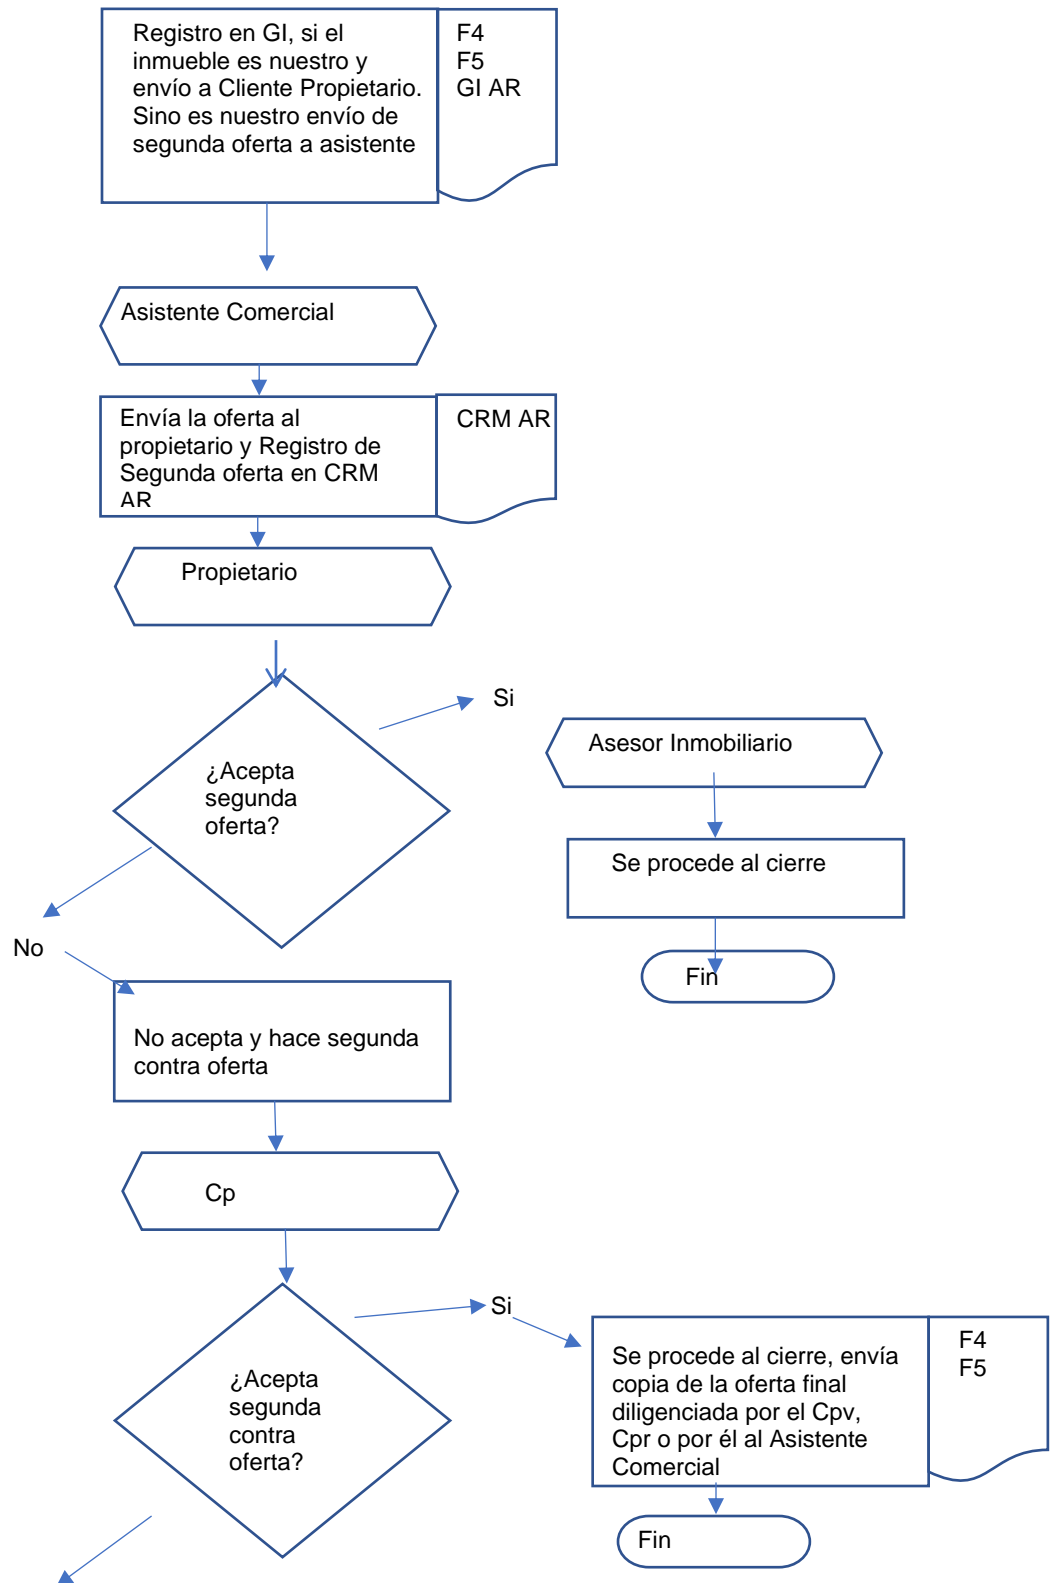 Registro en GI, si el
inmueble es nuestro y
envío a Cliente Propietario.
Sino es nuestro envío de
segunda oferta a asistente
F4
F5
GI AR
Asistente Comercial
Envía la oferta al
propietario y Registro de
Segunda oferta en CRM
AR
CRM AR
Propietario
Si
¿Acepta
segunda
oferta?
Asesor Inmobiliario
Se procede al cierre
Fin
No
No acepta y hace segunda
contra oferta
Cp
Si
¿Acepta
segunda
contra
oferta?
Se procede al cierre, envía
copia de la oferta final
diligenciada por el Cpv,
Cpr o por él al Asistente
Comercial
F4
F5
Fin